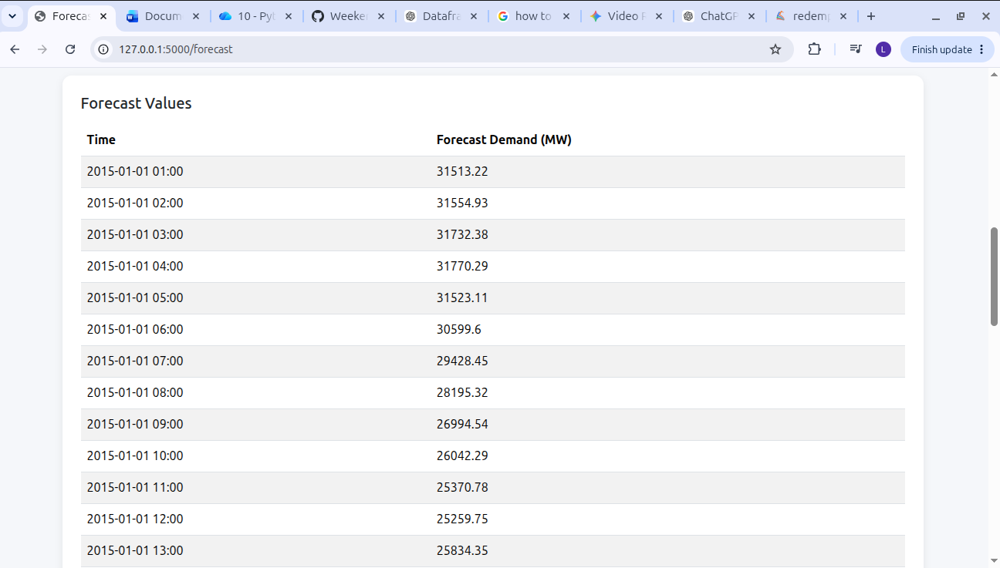 Forecas Docum 10 - Pyt Weeker Datafra how to Video F ChatGP redemp
127.0.0.1:5000/forecast L Finish update
Forecast Values
Time Forecast Demand (MW)
2015-01-01 01:00 31513.22
2015-01-01 02:00 31554.93
2015-01-01 03:00 31732.38
2015-01-01 04:00 31770.29
2015-01-01 05:00 31523.11
2015-01-01 06:00 30599.6
2015-01-01 07:00 29428.45
2015-01-01 08:00 28195.32
2015-01-01 09:00 26994.54
2015-01-01 10:00 26042.29
2015-01-01 11:00 25370.78
2015-01-01 12:00 25259.75
2015-01-01 13:00 25834.35